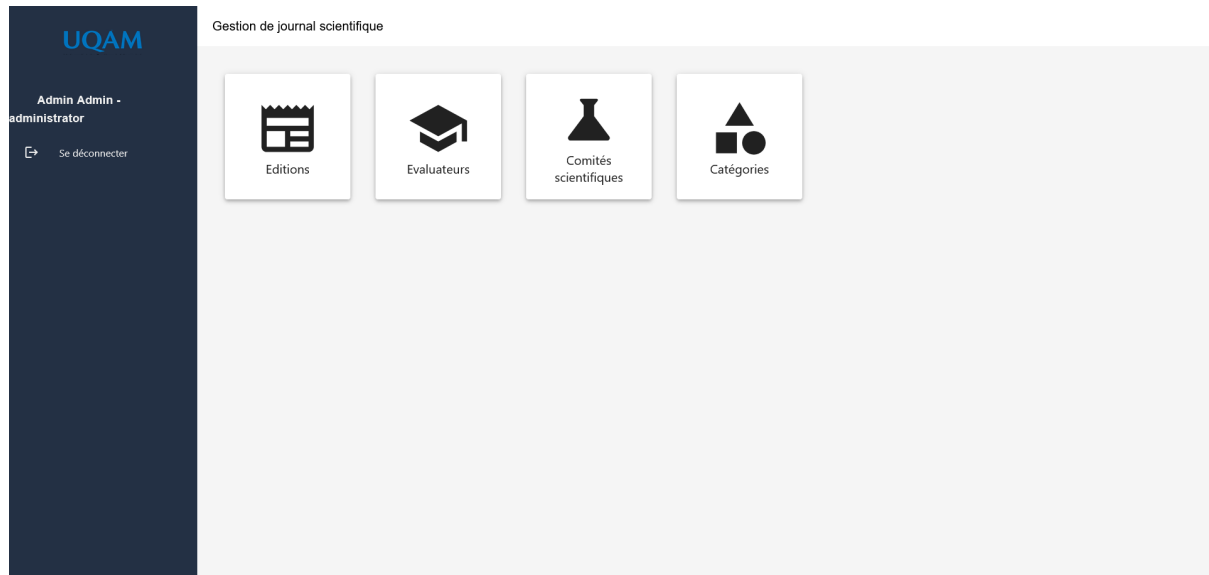 UQAM
Admin Admin -
administrator
Se déconnecter
Gestion de journal scientifique
Editions
Evaluateurs
Comités
scientifiques
Catégories